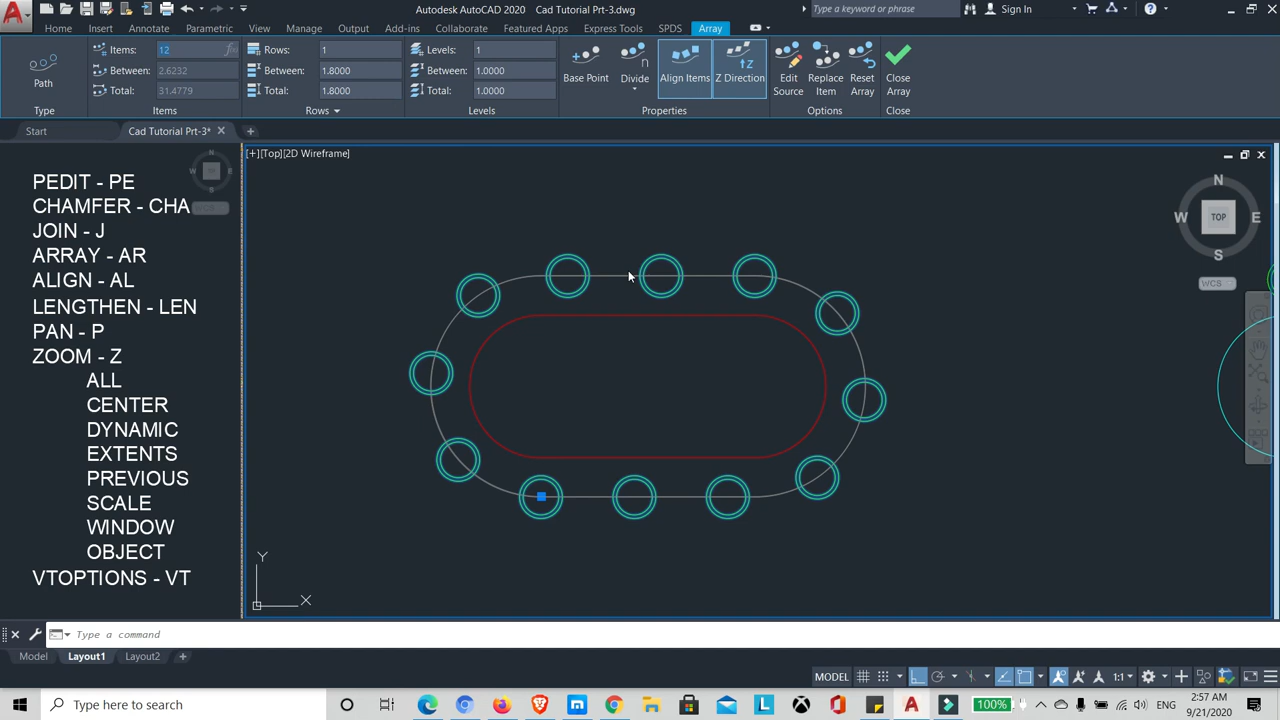 Autodesk AutoCAD 2020 Cad Tutorial Prt-3.dwg
Type a keyword or phrase
Sign In
Home Insert Annotate Parametric View Manage Output Add-ins Collaborate Featured Apps Express Tools SPDS Array
Path
Type
Items: 12
Between: 2.6232
Total: 31.4779
Items
Rows: 1
Between: 1.8000
Total: 1.8000
Rows
Levels: 1
Between: 1.0000
Total: 1.0000
Levels
Base Point
Divide
Align Items
Z Direction
Properties
Edit Source
Replace Item
Reset Array
Options
Close Array
Close
Start
Cad Tutorial Prt-3*
[+][Top][2D Wireframe]
PEDIT - PE
CHAMFER - CHA
JOIN - J
ARRAY - AR
ALIGN - AL
LENGTHEN - LEN
PAN - P
ZOOM - Z
ALL
CENTER
DYNAMIC
EXTENTS
PREVIOUS
SCALE
WINDOW
OBJECT
VTOPTIONS - VT
N
W TOP E
S
WCS
N
W E
S
WCS
Y
X
Type a command
Model Layout1 Layout2
MODEL
1:1
Type here to search
100%
ENG
2:57 AM
9/21/2020